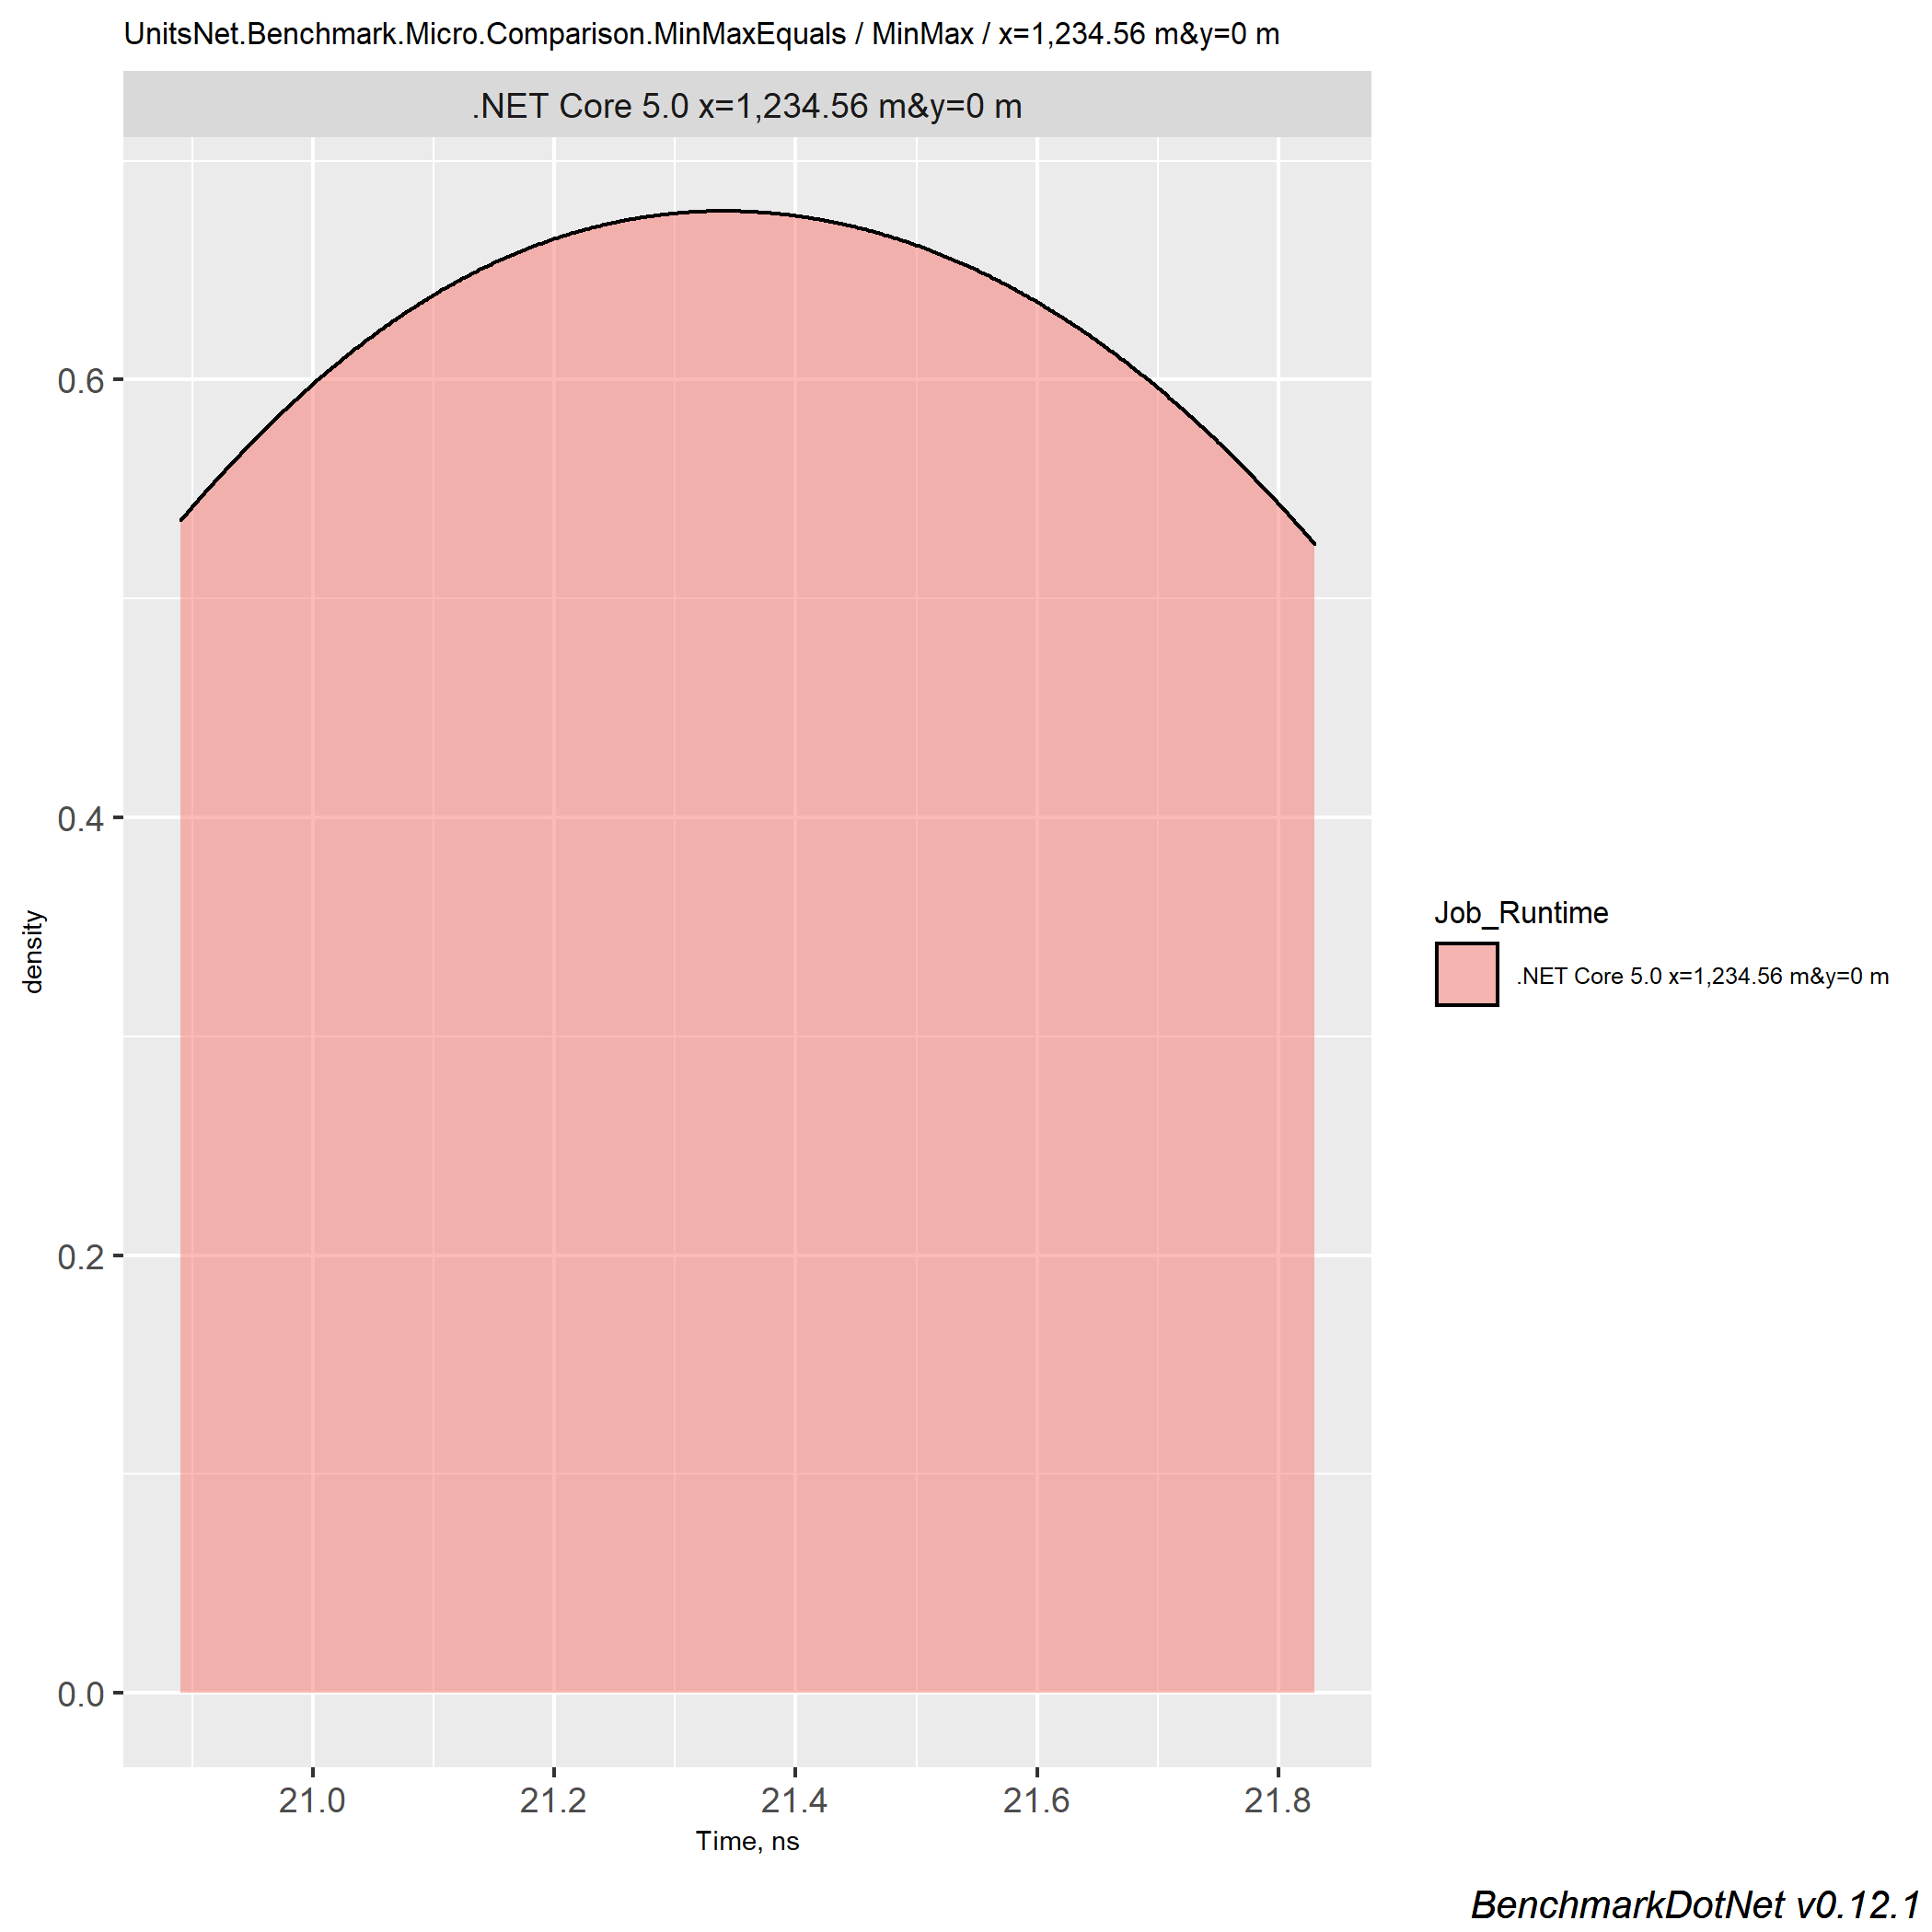 UnitsNet.Benchmark.Micro.Comparison.MinMaxEquals / MinMax / x=1,234.56 m&y=0 m
.NET Core 5.0 x=1,234.56 m&y=0 m
0.6
0.4
0.2
0.0
density
21.0 21.2 21.4 21.6 21.8
Time, ns
Job_Runtime
.NET Core 5.0 x=1,234.56 m&y=0 m
BenchmarkDotNet v0.12.1